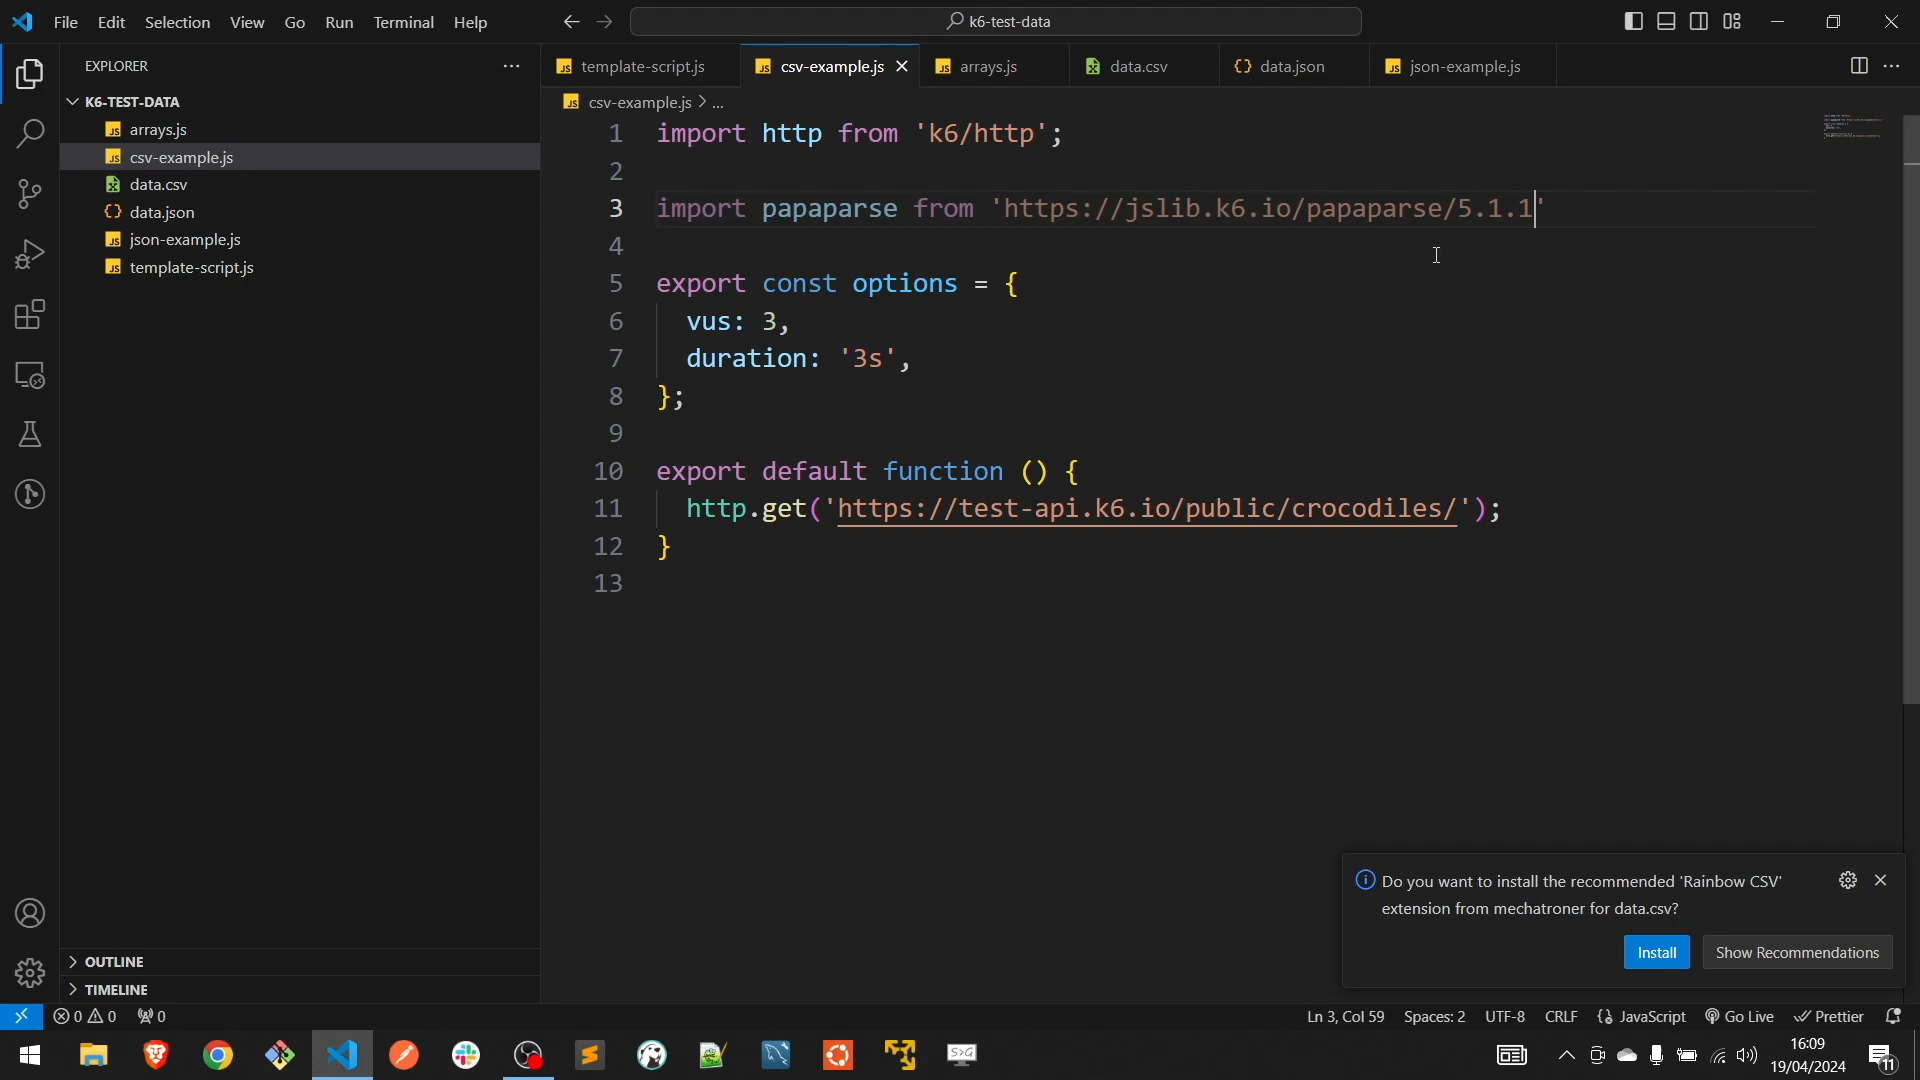 File Edit Selection View Go Run Terminal Help
k6-test-data
EXPLORER
K6-TEST-DATA
arrays.js
csv-example.js
data.csv
data.json
json-example.js
template-script.js
OUTLINE
TIMELINE
template-script.js csv-example.js arrays.js data.csv data.json json-example.js
csv-example.js > ...
1 import http from 'k6/http';
2
3 import papaparse from 'https://jslib.k6.io/papaparse/5.1.1'
4
5 export const options = {
6 vus: 3,
7 duration: '3s',
8 };
9
10 export default function () {
11 http.get('https://test-api.k6.io/public/crocodiles/');
12 }
13
Do you want to install the recommended 'Rainbow CSV'
extension from mechatroner for data.csv?
Install Show Recommendations
0 0 0 Ln 3, Col 59 Spaces: 2 UTF-8 CRLF {} JavaScript Go Live Prettier
S>G
16:09
19/04/2024
11